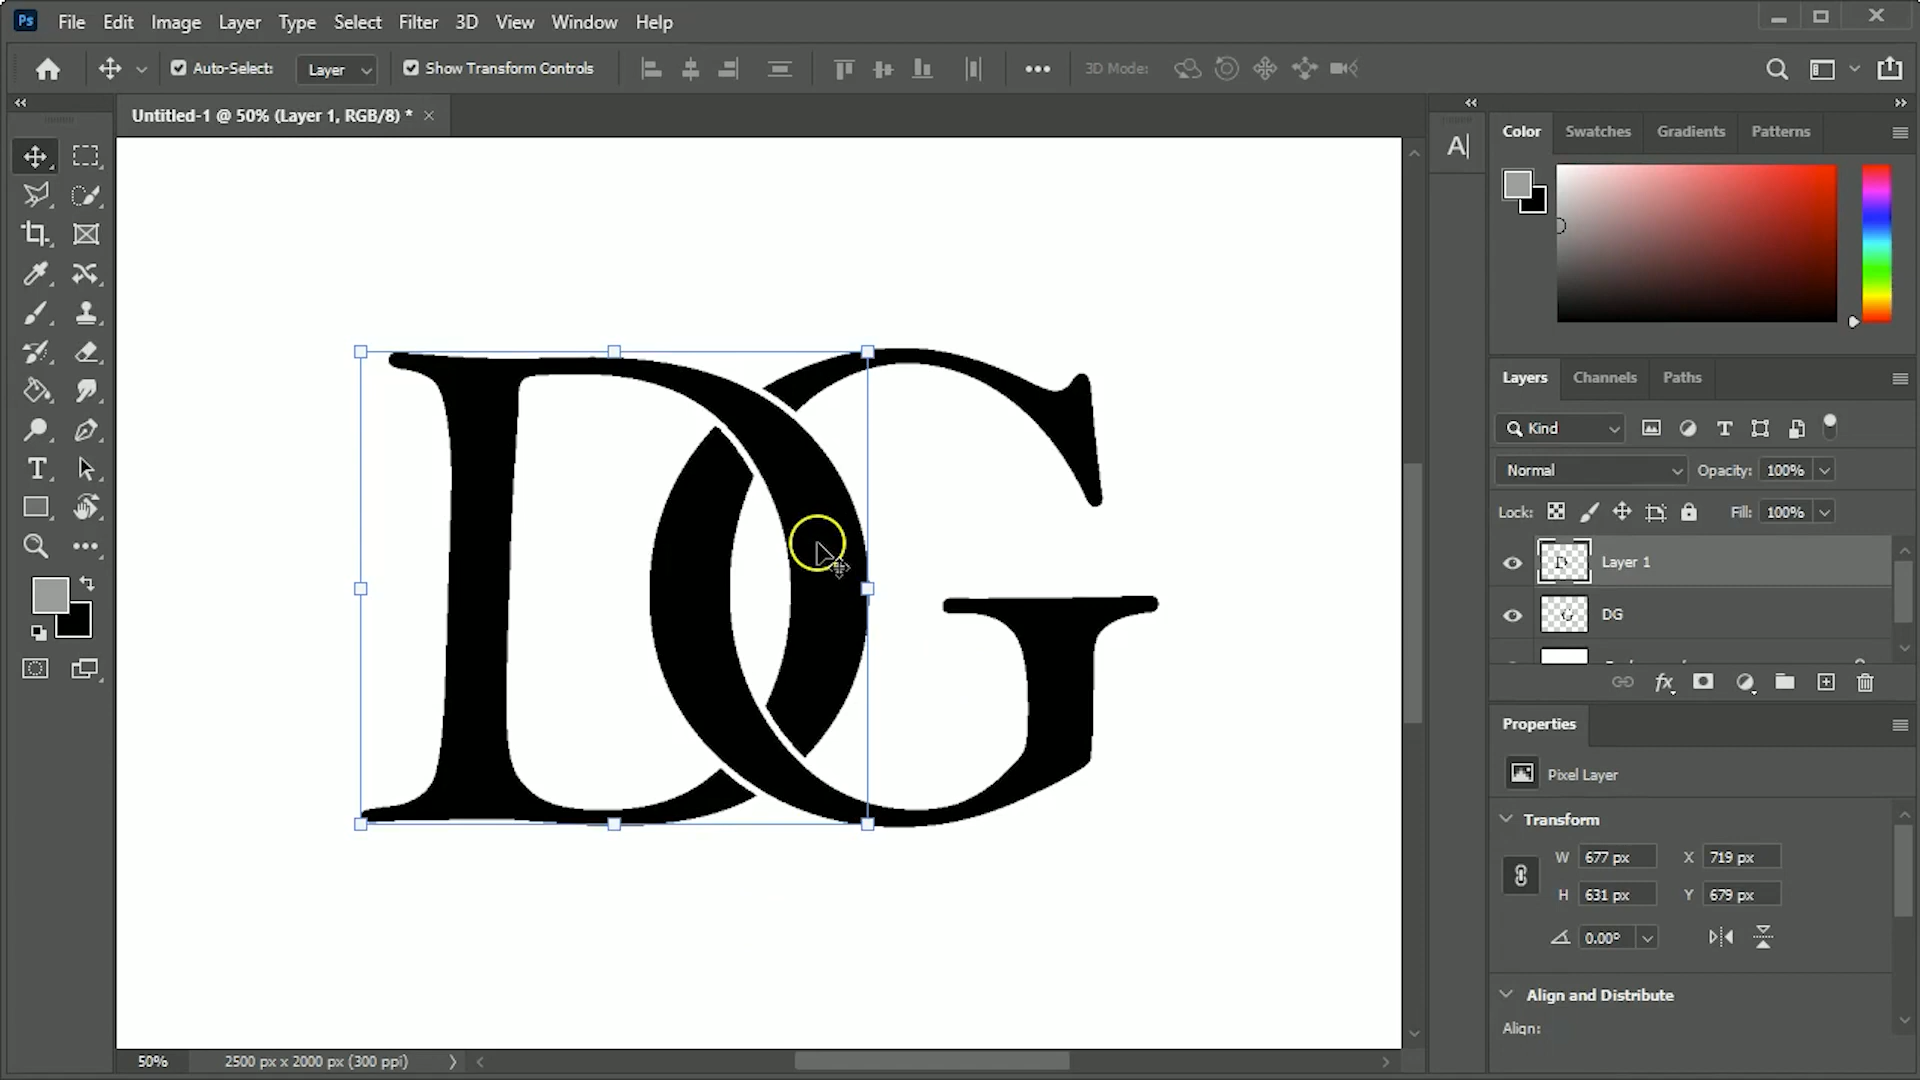 Ps File Edit Image Layer Type Select Filter 3D View Window Help
Auto-Select: Layer Show Transform Controls 3D Mode:
Untitled-1 @ 50% (Layer 1, RGB/8) *
DG
50% 2500 px x 2000 px (300 ppi)
A
Color Swatches Gradients Patterns
Layers Channels Paths
Kind
Normal Opacity: 100%
Lock: Fill: 100%
Layer 1
DG
Properties
Pixel Layer
Transform
W 677 px X 719 px
H 631 px Y 679 px
0.00°
Align and Distribute
Align: